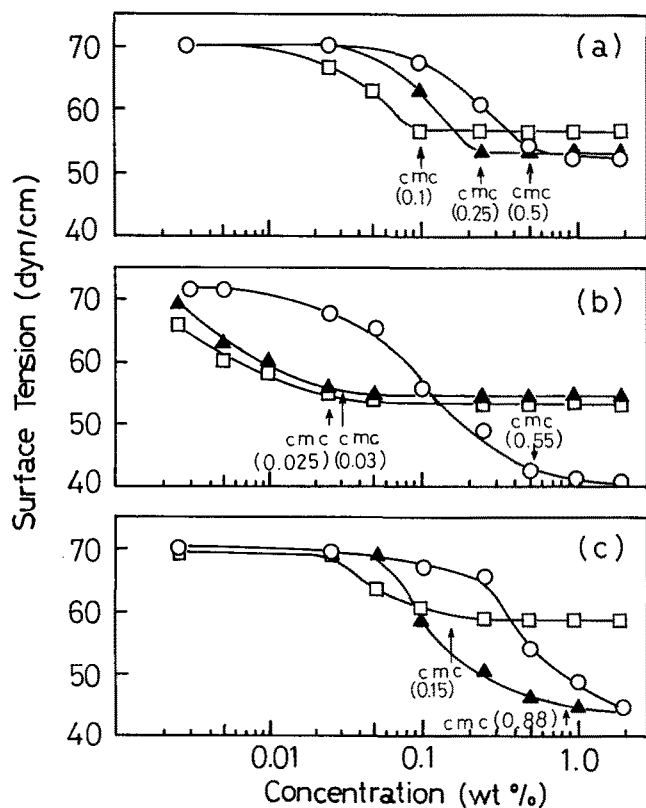 Surface Tension (dyn/cm)
(a)
70
60
50
40
cmc
(0.1)
cmc
(0.25)
cmc
(0.5)
(b)
70
60
50
40
cmc
(0.025)
cmc
(0.03)
cmc
(0.55)
(c)
70
60
50
40
cmc
(0.15)
cmc (0.88)
0.01
0.1
1.0
Concentration (wt %)